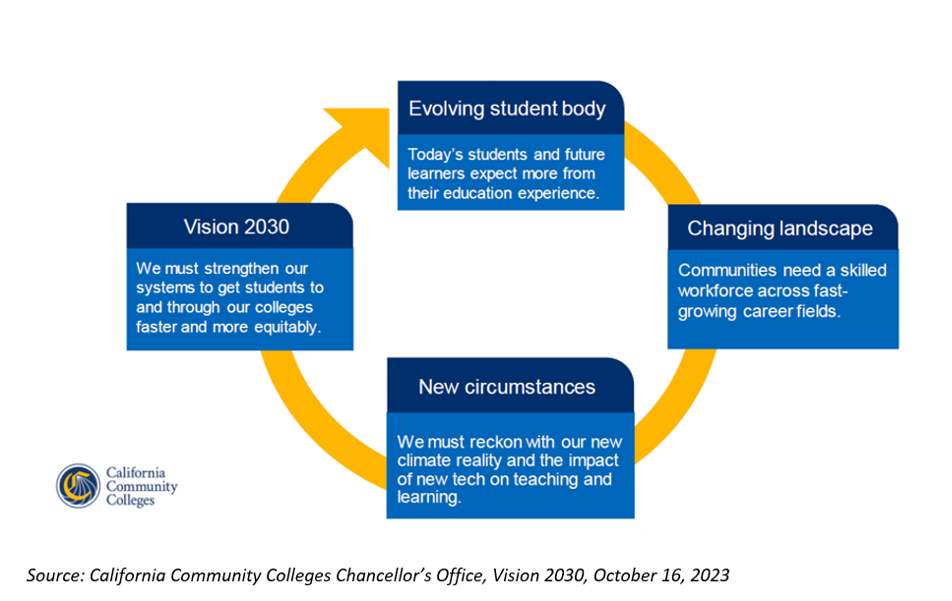 Evolving student body
Today's students and future
learners expect more from
their education experience.
Changing landscape
Communities need a skilled
workforce across fast-
growing career fields.
New circumstances
We must reckon with our new
climate reality and the impact
of new tech on teaching and
learning.
Vision 2030
We must strengthen our
systems to get students to
and through our colleges
faster and more equitably.
California
Community
Colleges
Source: California Community Colleges Chancellor's Office, Vision 2030, October 16, 2023